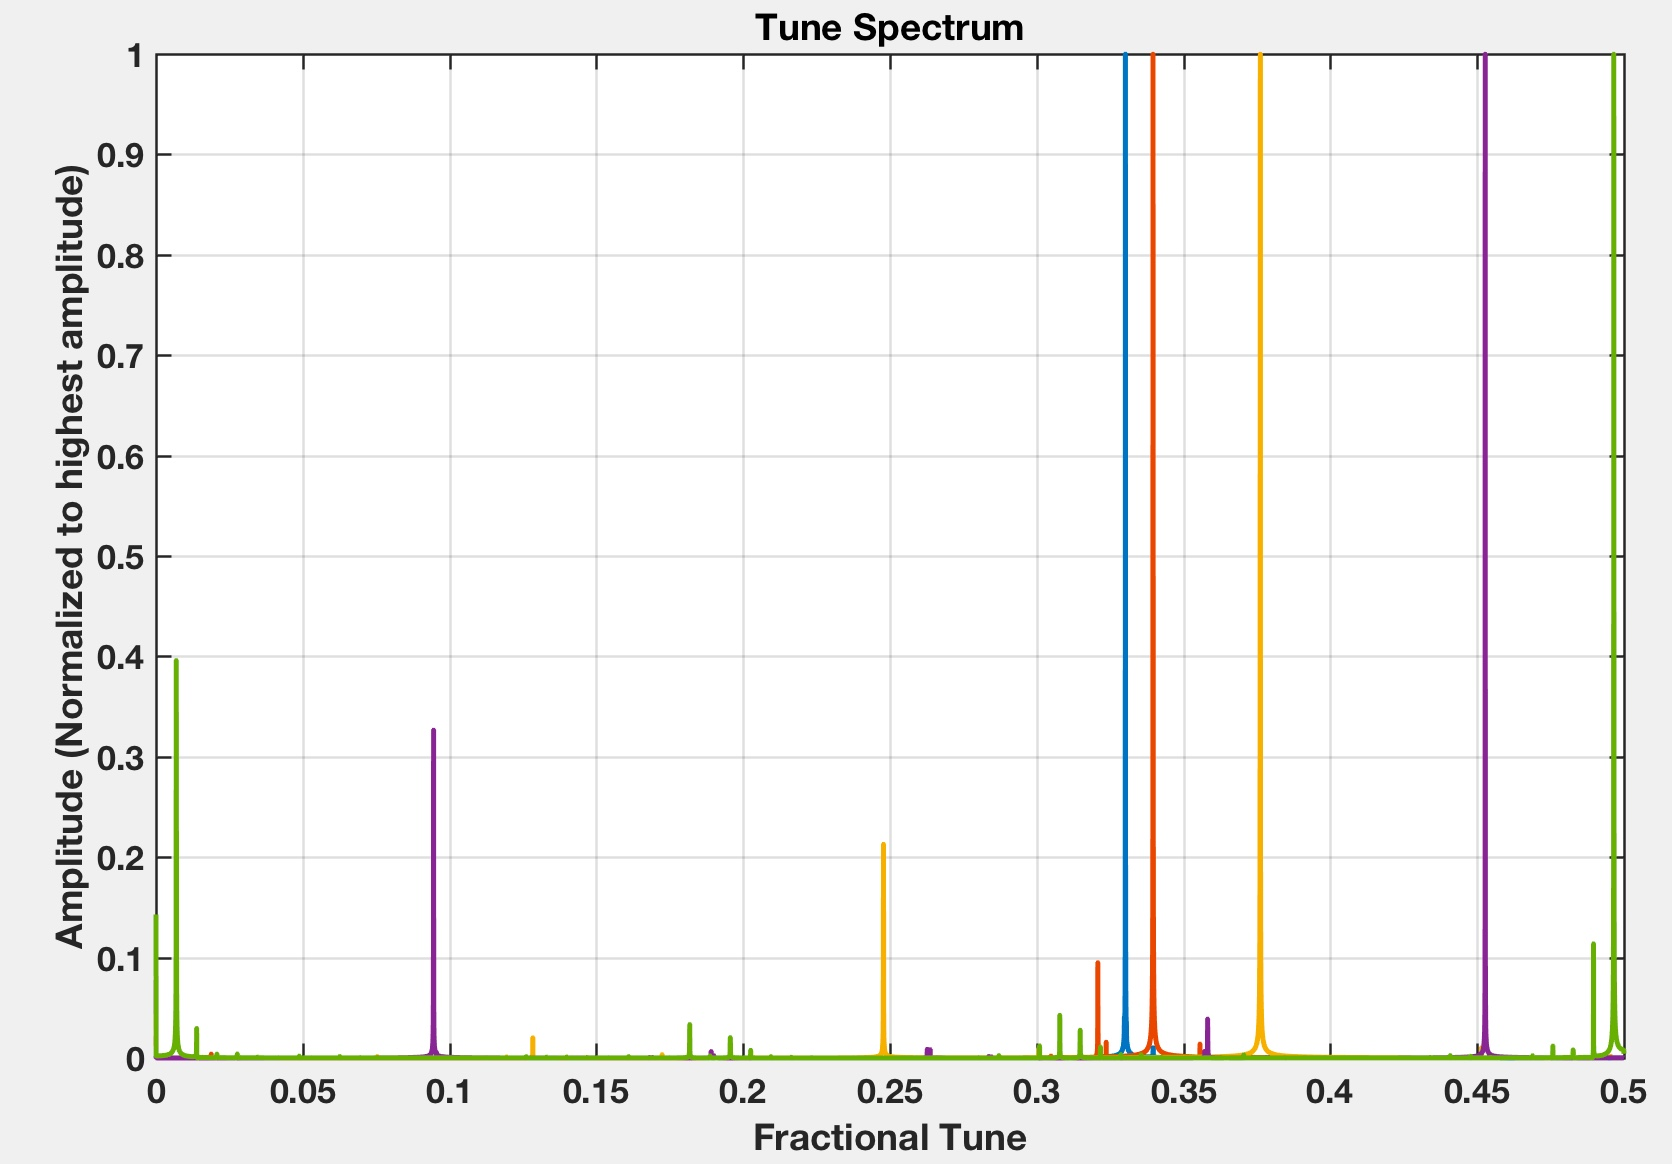 Tune Spectrum
Amplitude (Normalized to highest amplitude)
1
0.9
0.8
0.7
0.6
0.5
0.4
0.3
0.2
0.1
0
0 0.05 0.1 0.15 0.2 0.25 0.3 0.35 0.4 0.45 0.5
Fractional Tune